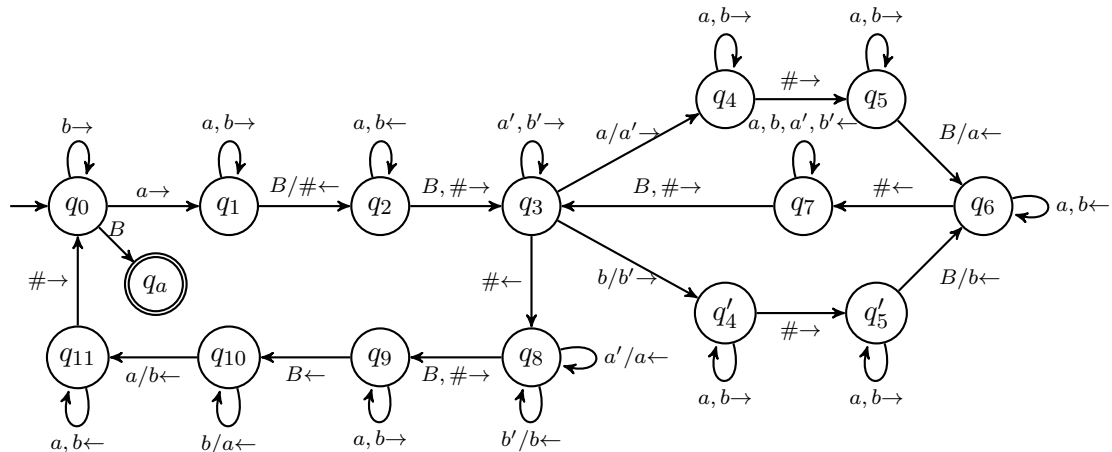 a, b→
a, b→
q₄
#→
q₅
b→
a, b→
a, b←
a', b'→
a/a'→
a, b, a', b'←
B/a←
q₀
a→
q₁
B/#←
q₂
B, #→
q₃
B, #→
q₇
#←
q₆
a, b←
B
qₐ
#→
#←
b/b'→
B/b←
q₁₁
a/b←
q₁₀
B←
q₉
B, #→
q₈
a'/a←
q'₄
#→
q'₅
a, b←
b/a←
a, b→
b'/b←
a, b→
a, b→